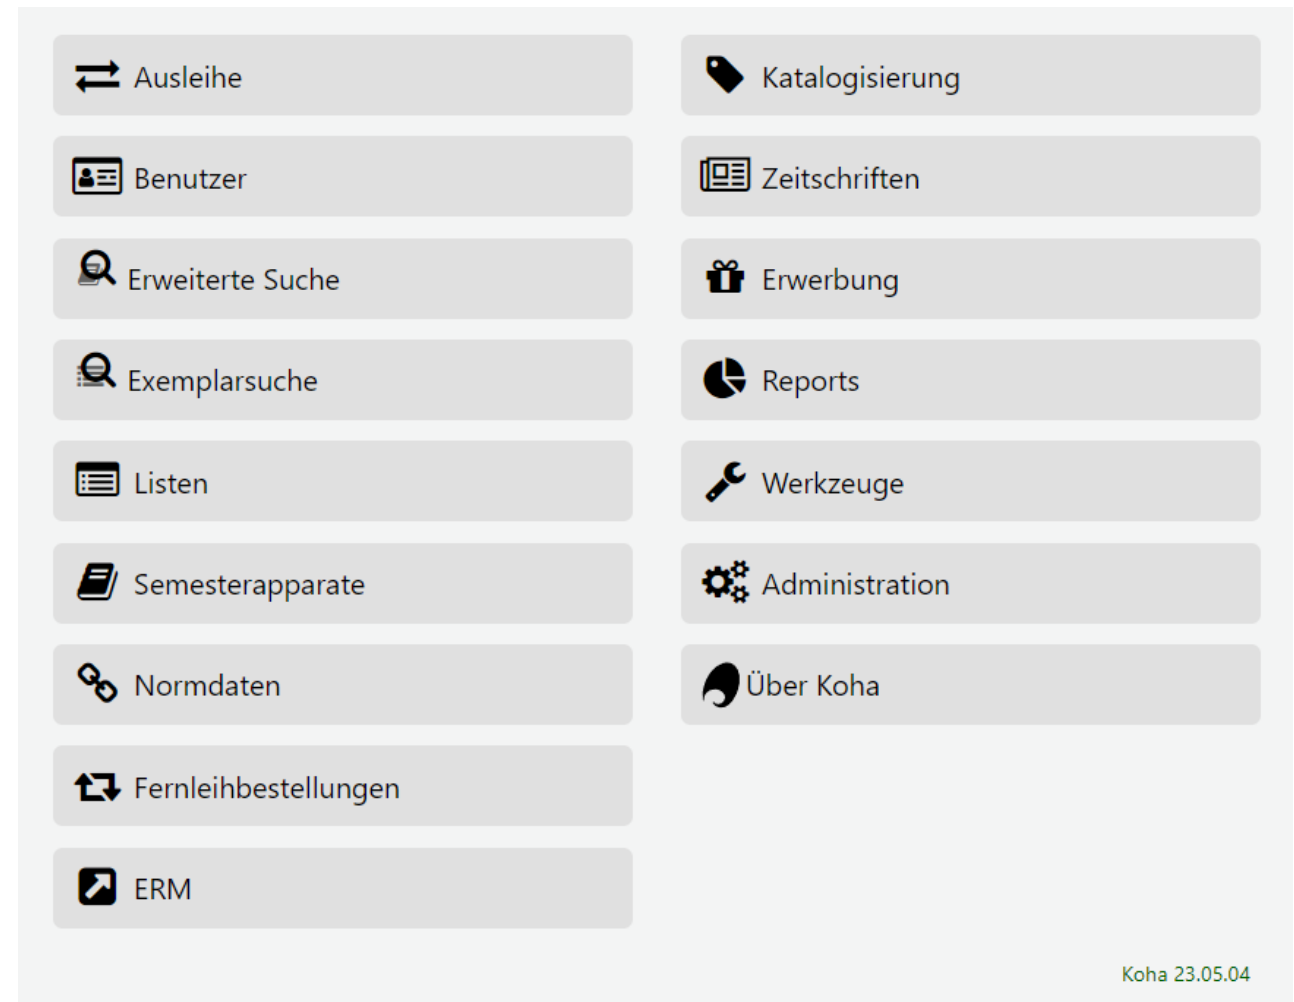 Ausleihe
Katalogisierung
Benutzer
Zeitschriften
Erweiterte Suche
Erwerbung
Exemplarsuche
Reports
Listen
Werkzeuge
Semesterapparate
Administration
Normdaten
Über Koha
Fernleihbestellungen
ERM
Koha 23.05.04